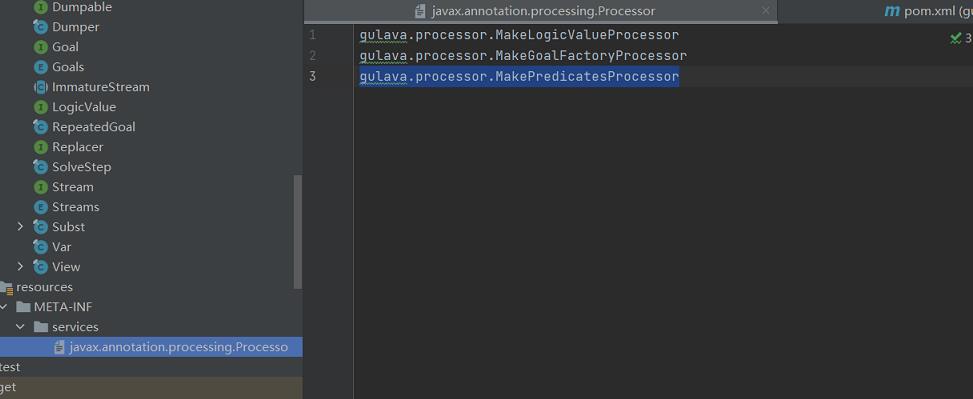 Dumpable
Dumper
Goal
Goals
ImmatureStream
LogicValue
RepeatedGoal
Replacer
SolveStep
Stream
Streams
Subst
Var
View
resources
META-INF
services
javax.annotation.processing.Processo
test
get
javax.annotation.processing.Processor
pom.xml (gu
1 gulava.processor.MakeLogicValueProcessor
2 gulava.processor.MakeGoalFactoryProcessor
3 gulava.processor.MakePredicatesProcessor
3